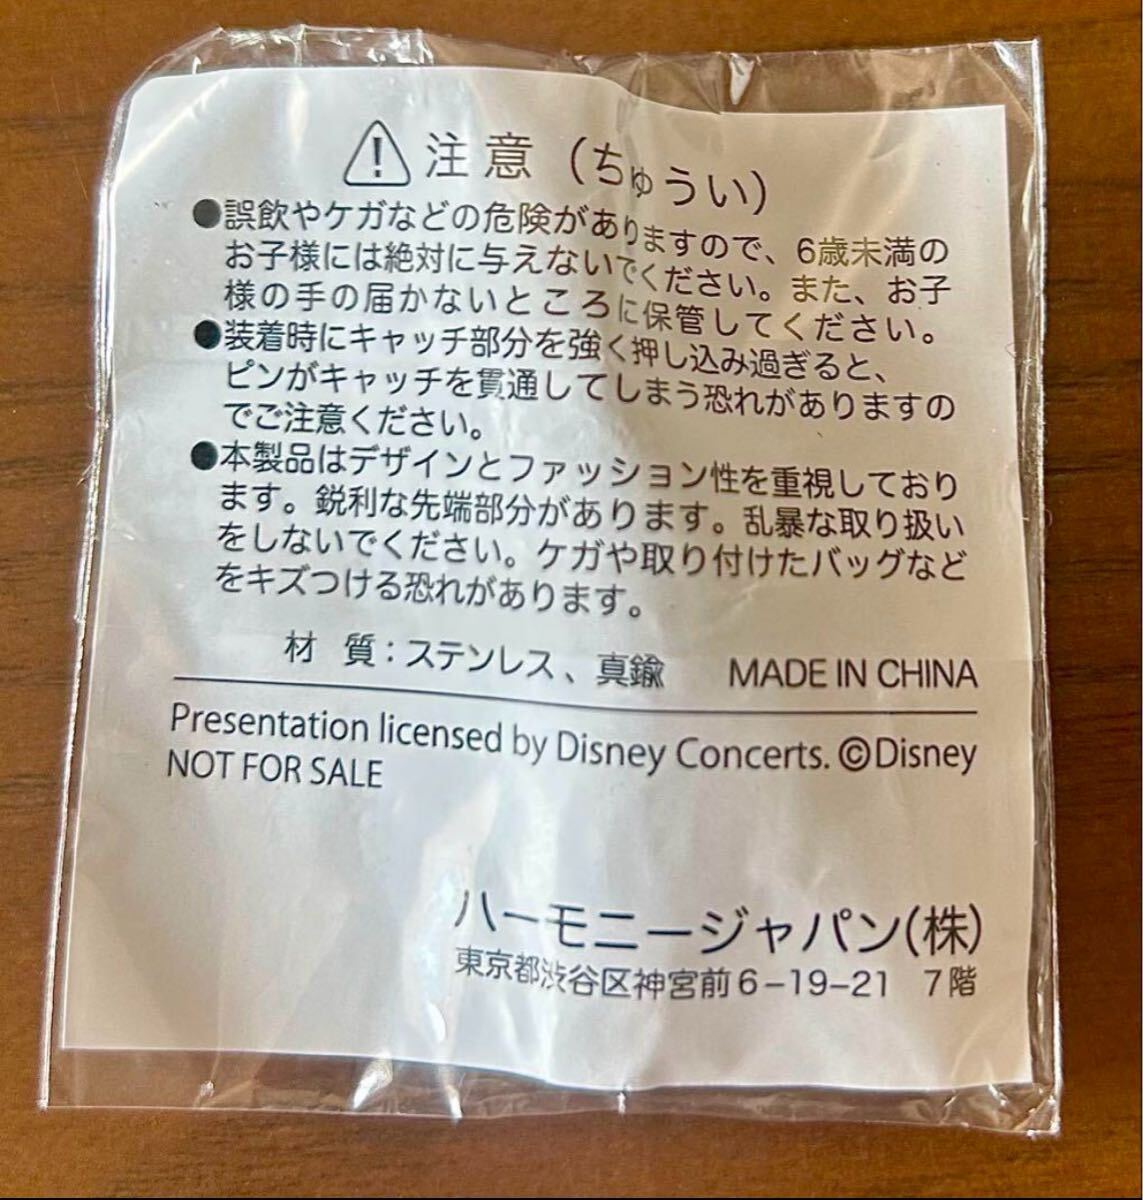 注意(ちゅうい)
●誤飲やケガなどの危険がありますので、6歳未満の
お子様には絶対に与えないでください。また、お子
様の手の届かないところに保管してください。
●装着時にキャッチ部分を強く押し込み過ぎると、
ピンがキャッチを貫通してしまう恐れがありますの
でご注意ください。
●本製品はデザインとファッション性を重視しており
ます。鋭利な先端部分があります。乱暴な取り扱い
をしないでください。ケガや取り付けたバッグなど
をキズつける恐れがあります。
材 質:ステンレス、真鍮 MADE IN CHINA
Presentation licensed by Disney Concerts. ©Disney
NOT FOR SALE
ハーモニージャパン(株)
東京都渋谷区神宮前6-19-21 7階